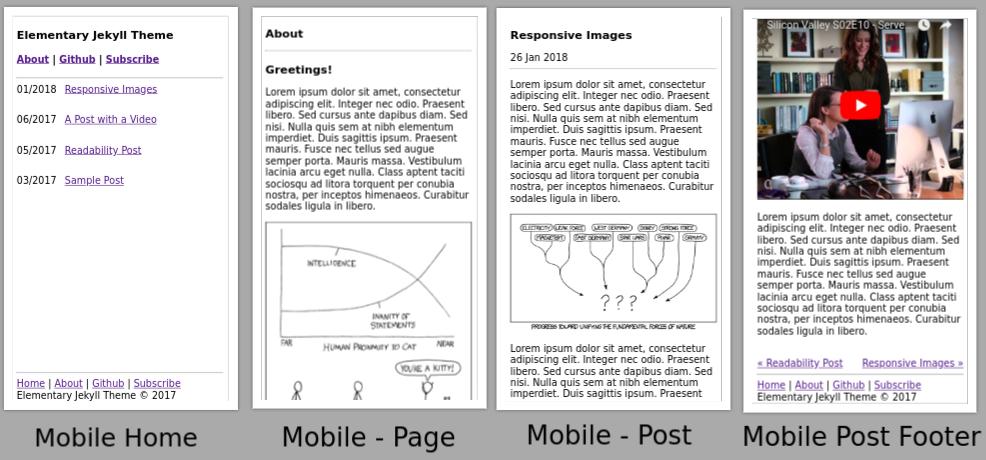 Elementary Jekyll Theme
About | Github | Subscribe
01/2018 Responsive Images
06/2017 A Post with a Video
05/2017 Readability Post
03/2017 Sample Post
Home | About | Github | Subscribe
Elementary Jekyll Theme © 2017
Mobile Home
About
Greetings!
Lorem ipsum dolor sit amet, consectetur
adipiscing elit. Integer nec odio. Praesent
libero. Sed cursus ante dapibus diam. Sed
nisi. Nulla quis sem at nibh elementum
imperdiet. Duis sagittis ipsum. Praesent
mauris. Fusce nec tellus sed augue
semper porta. Mauris massa. Vestibulum
lacinia arcu eget nulla. Class aptent taciti
sociosqu ad litora torquent per conubia
nostra, per inceptos himenaeos. Curabitur
sodales ligula in libero.
INTELLIGENCE
INANITY OF
STATEMENTS
FAR
NEAR
HUMAN PROXIMITY TO CAT
YOU'RE A KITTY!
Mobile - Page
Responsive Images
26 Jan 2018
Lorem ipsum dolor sit amet, consectetur
adipiscing elit. Integer nec odio. Praesent
libero. Sed cursus ante dapibus diam. Sed
nisi. Nulla quis sem at nibh elementum
imperdiet. Duis sagittis ipsum. Praesent
mauris. Fusce nec tellus sed augue
semper porta. Mauris massa. Vestibulum
lacinia arcu eget nulla. Class aptent taciti
sociosqu ad litora torquent per conubia
nostra, per inceptos himenaeos. Curabitur
sodales ligula in libero.
ELECTRICITY WEAK FORCE WEST GERMANY DISNEY STRONG FORCE
MAGNETISM EAST GERMANY STAR WARS PIXAR GRAVITY
? ? ?
PROGRESS TOWARD UNIFYING THE FUNDAMENTAL FORCES OF NATURE
Lorem ipsum dolor sit amet, consectetur
adipiscing elit. Integer nec odio. Praesent
libero. Sed cursus ante dapibus diam. Sed
nisi. Nulla quis sem at nibh elementum
imperdiet. Duis sagittis ipsum. Praesent
Mobile - Post
Silicon Valley S02E10 - Serve
Lorem ipsum dolor sit amet, consectetur
adipiscing elit. Integer nec odio. Praesent
libero. Sed cursus ante dapibus diam. Sed
nisi. Nulla quis sem at nibh elementum
imperdiet. Duis sagittis ipsum. Praesent
mauris. Fusce nec tellus sed augue
semper porta. Mauris massa. Vestibulum
lacinia arcu eget nulla. Class aptent taciti
sociosqu ad litora torquent per conubia
nostra, per inceptos himenaeos. Curabitur
sodales ligula in libero.
« Readability Post Responsive Images »
Home | About | Github | Subscribe
Elementary Jekyll Theme © 2017
Mobile Post Footer